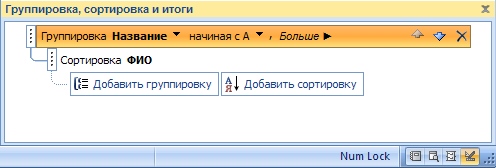 Группировка, сортировка и итоги
Группировка Название начиная с А , Больше
Сортировка ФИО
Добавить группировку Добавить сортировку
Num Lock